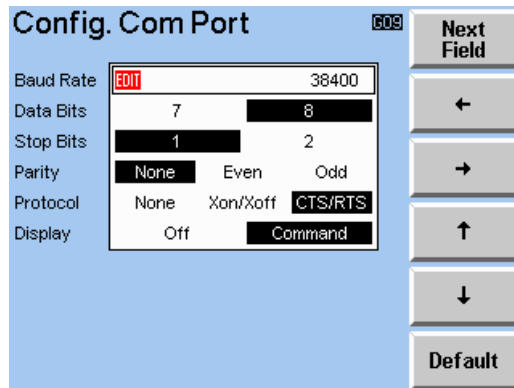 Config. Com Port G09
Baud Rate EDIT 38400
Data Bits 7 8
Stop Bits 1 2
Parity None Even Odd
Protocol None Xon/Xoff CTS/RTS
Display Off Command
Next
Field
←
→
↑
↓
Default